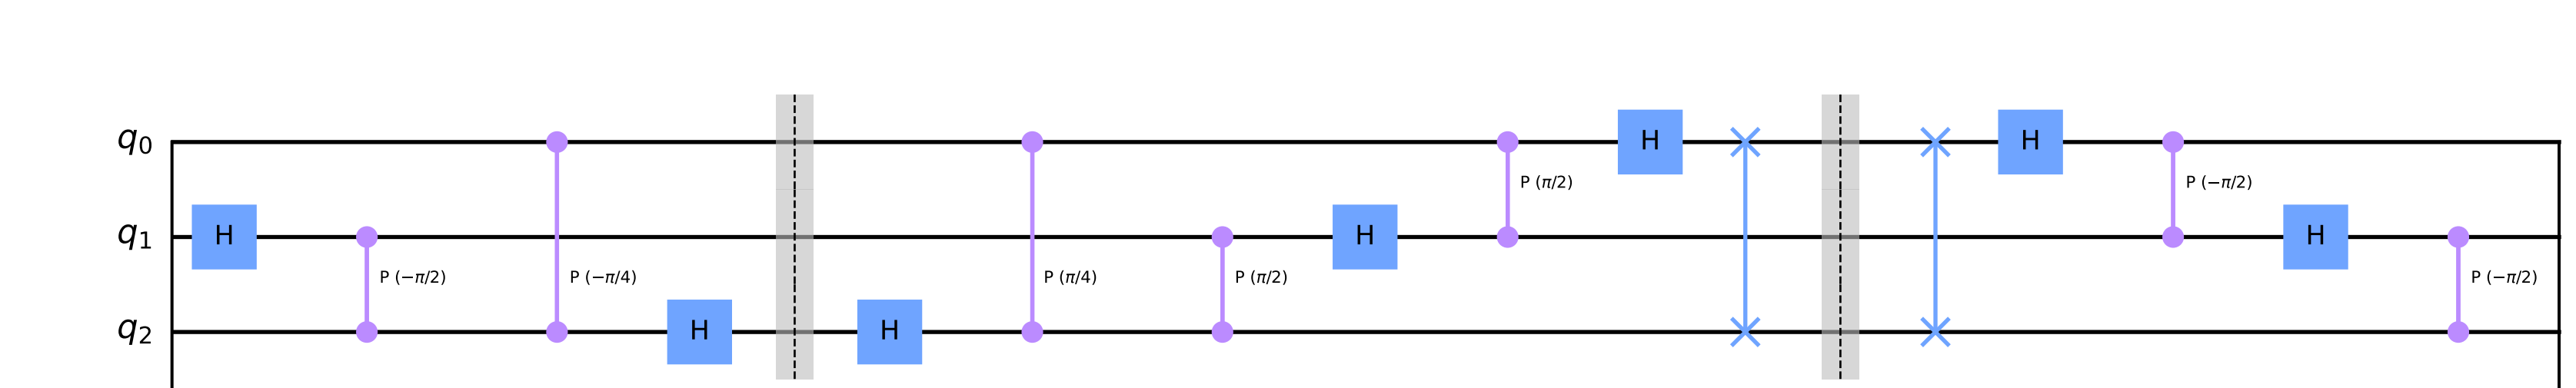 q0 H H
P (π/2) P (−π/2)
q1 H H H
P (−π/2) P (−π/4) P (π/4) P (π/2) P (−π/2)
q2 H H